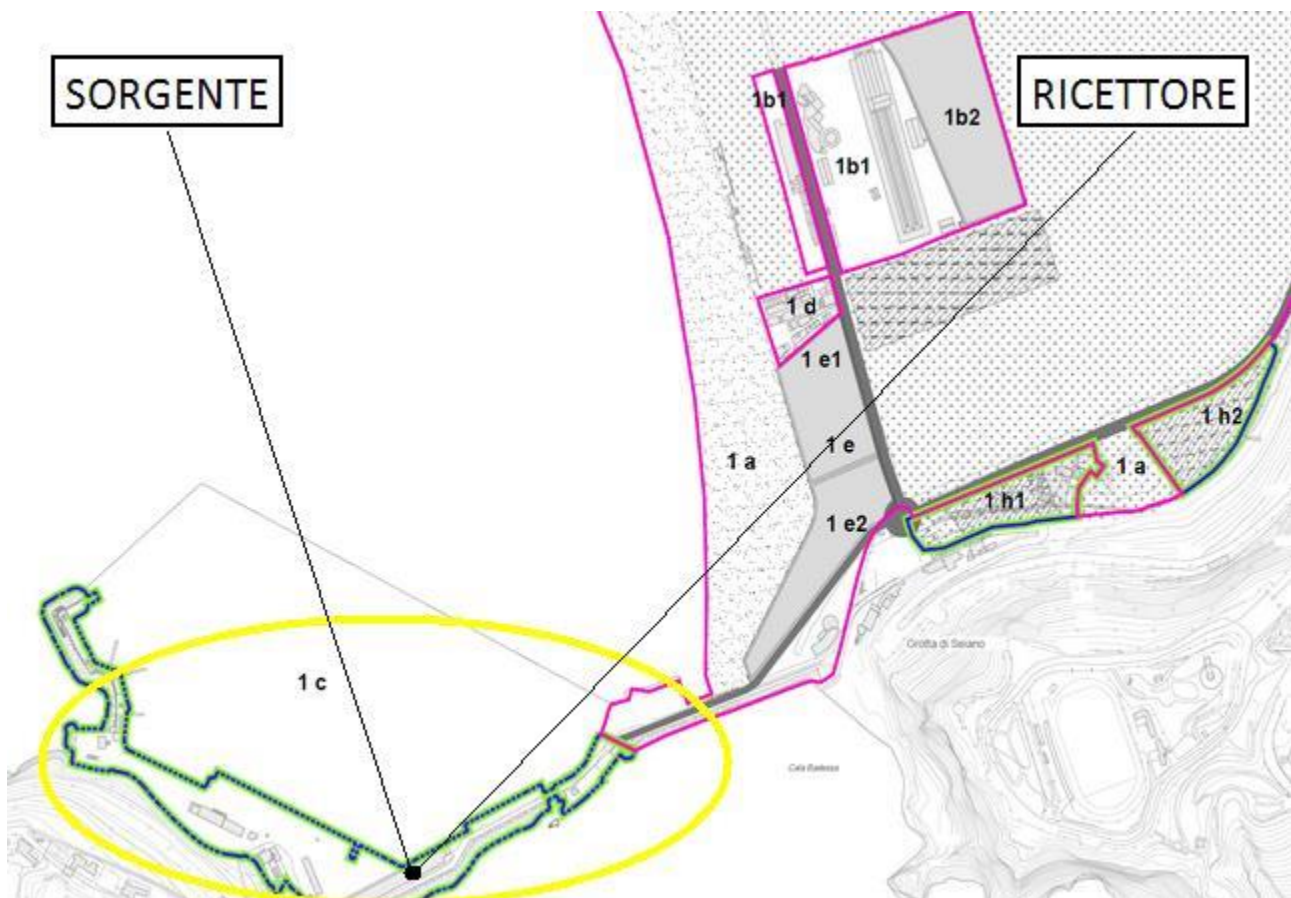 SORGENTE
RICETTORE
1b1
1b2
1b1
1 d
1 e1
1 h2
1 e
1 a
1 a
1 h1
1 e2
Grotta di Seiano
1 c
Cala Badessa